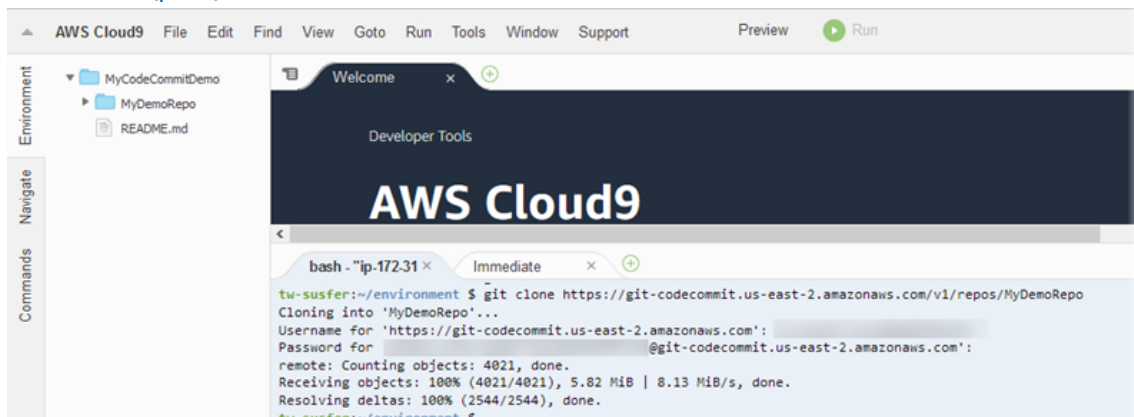 AWS Cloud9 File Edit Find View Goto Run Tools Window Support Preview Run
Environment
Navigate
Commands
MyCodeCommitDemo
MyDemoRepo
README.md
Welcome
Developer Tools
AWS Cloud9
bash - "ip-172-31 Immediate
tw-susfer:~/environment $ git clone https://git-codecommit.us-east-2.amazonaws.com/v1/repos/MyDemoRepo
Cloning into 'MyDemoRepo'...
Username for 'https://git-codecommit.us-east-2.amazonaws.com':
Password for @git-codecommit.us-east-2.amazonaws.com':
remote: Counting objects: 4021, done.
Receiving objects: 100% (4021/4021), 5.82 MiB | 8.13 MiB/s, done.
Resolving deltas: 100% (2544/2544), done.